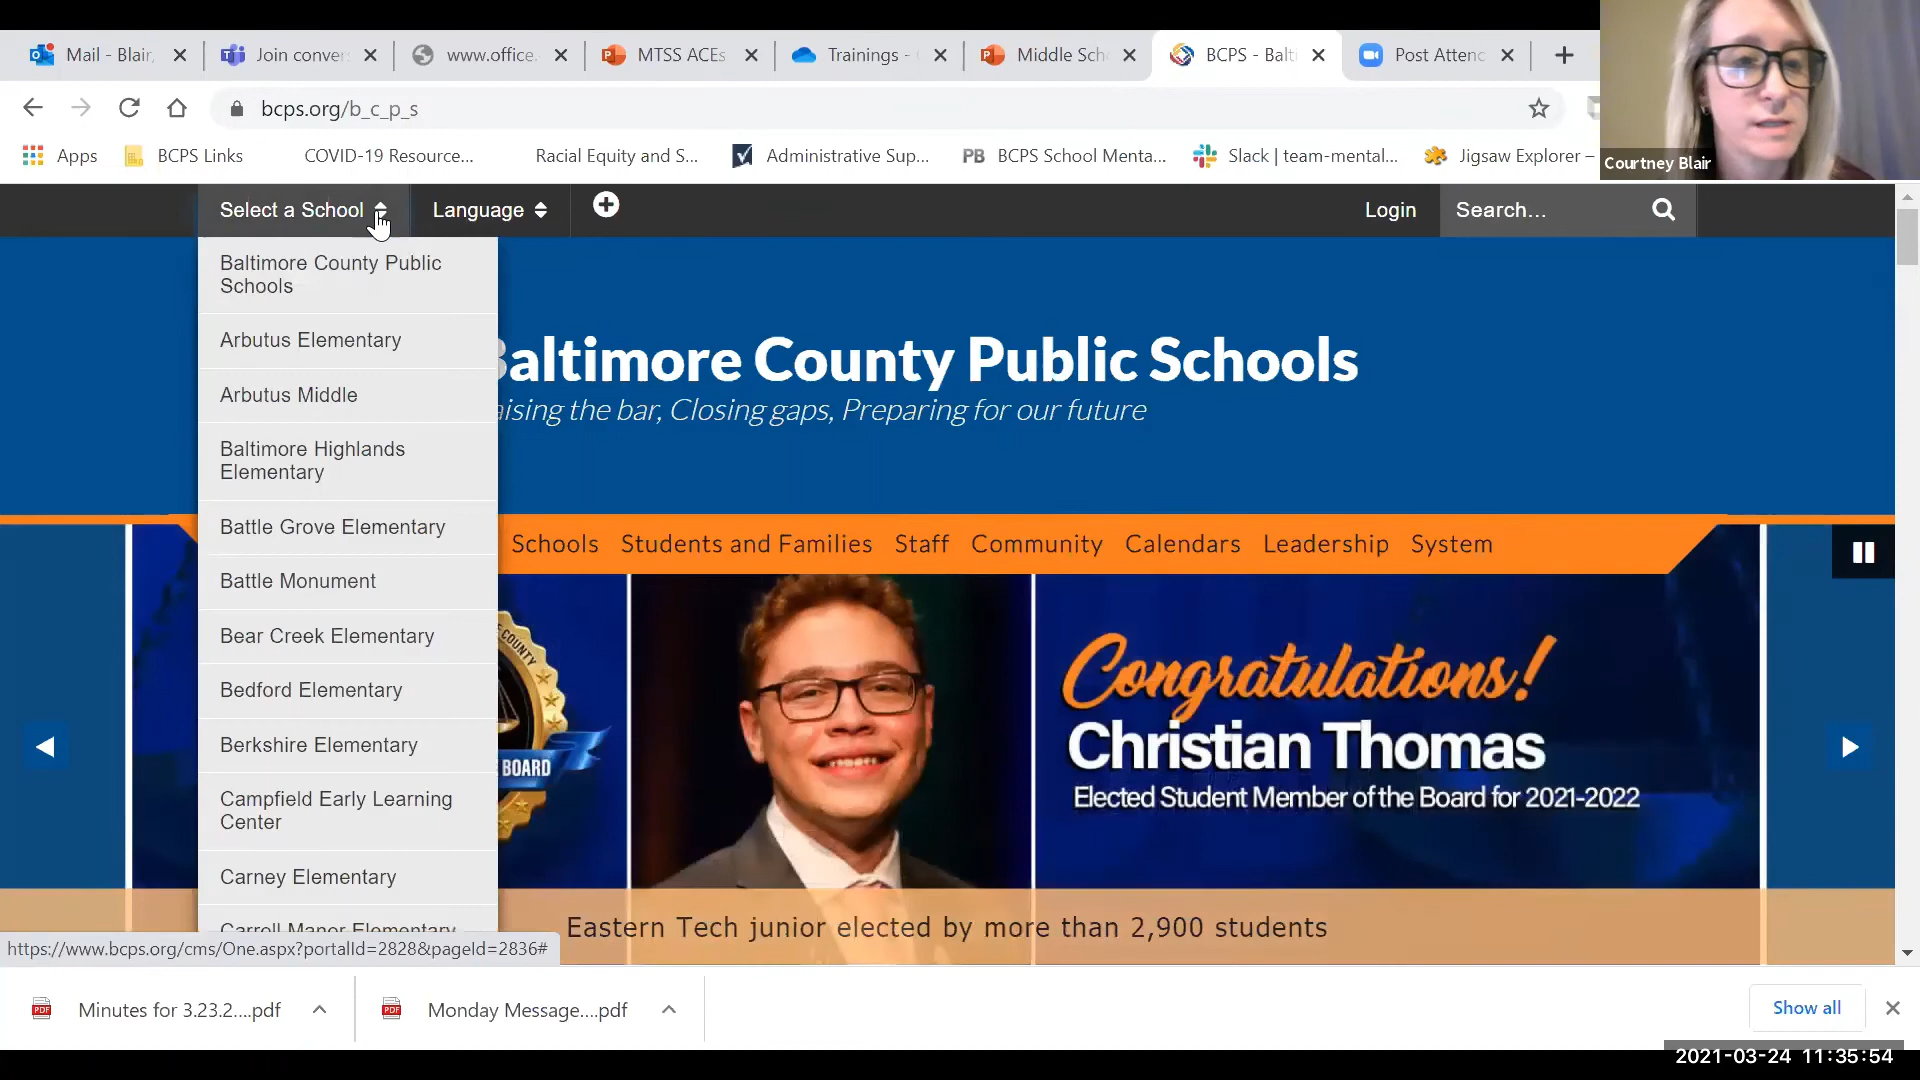 Mail - Blair,
Join conver
www.office.
MTSS ACEs
Trainings -
Middle Sch
BCPS - Balti
Post Attenc
bcps.org/b_c_p_s
Apps
BCPS Links
COVID-19 Resource...
Racial Equity and S...
Administrative Sup...
PB BCPS School Menta...
Slack | team-mental...
Jigsaw Explorer –
Courtney Blair
Select a School
Language
Login
Search...
Baltimore County Public
Schools
Arbutus Elementary
Arbutus Middle
Baltimore Highlands
Elementary
Battle Grove Elementary
Battle Monument
Bear Creek Elementary
Bedford Elementary
Berkshire Elementary
Campfield Early Learning
Center
Carney Elementary
Carroll Manor Elementary
Baltimore County Public Schools
aising the bar, Closing gaps, Preparing for our future
Schools Students and Families Staff Community Calendars Leadership System
COUNTY
BOARD
Congratulations!
Christian Thomas
Elected Student Member of the Board for 2021-2022
Eastern Tech junior elected by more than 2,900 students
https://www.bcps.org/cms/One.aspx?portalId=2828&pageId=2836#
Minutes for 3.23.2....pdf
Monday Message....pdf
Show all
2021-03-24 11:35:54